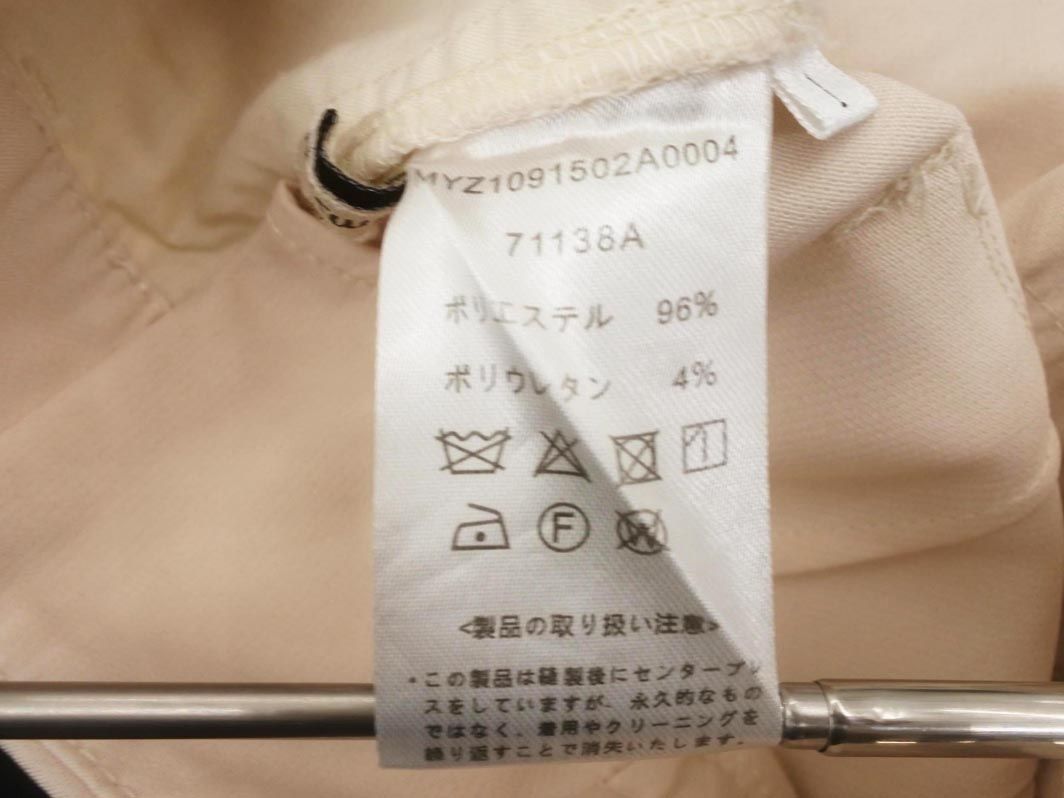 MYZ1091502A0004
71138A
ポリエステル 96%
ポリウレタン 4%
F
W
<製品の取り扱い注意>
・この製品は縫製後にセンタープレ
スをしていますが、永久的なもの
ではなく、着用やクリーニングを
繰り返すことで消失いたします。